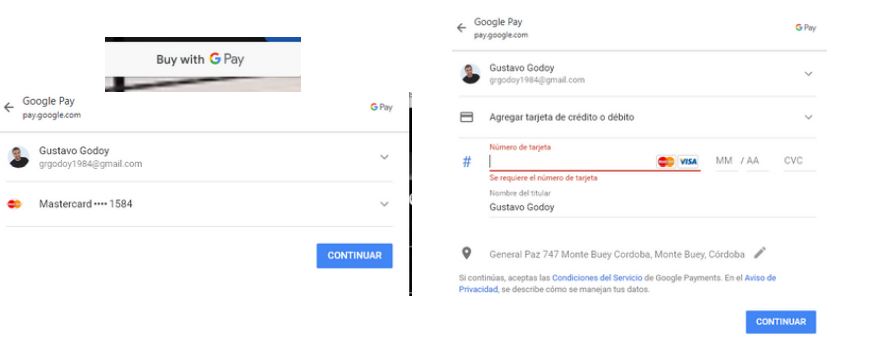 Buy with G Pay
Google Pay
pay.google.com
G Pay
Gustavo Godoy
grgodoy1984@gmail.com
Mastercard •••• 1584
CONTINUAR
Google Pay
pay.google.com
G Pay
Gustavo Godoy
grgodoy1984@gmail.com
Agregar tarjeta de crédito o débito
Número de tarjeta
# VISA MM / AA CVC
Se requiere el número de tarjeta
Nombre del titular
Gustavo Godoy
General Paz 747 Monte Buey Cordoba, Monte Buey, Córdoba
Si continúas, aceptas las Condiciones del Servicio de Google Payments. En el Aviso de
Privacidad, se describe cómo se manejan tus datos.
CONTINUAR